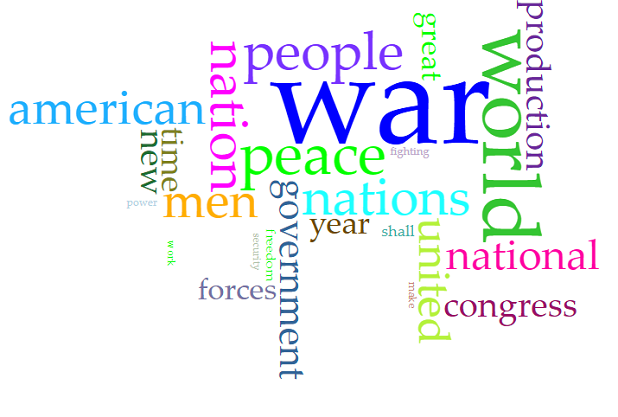 great
production
people
nation
war
world
american
new
time
peace
fighting
power
men
government
nations
year
shall
united
work
security
freedom
national
forces
make
congress